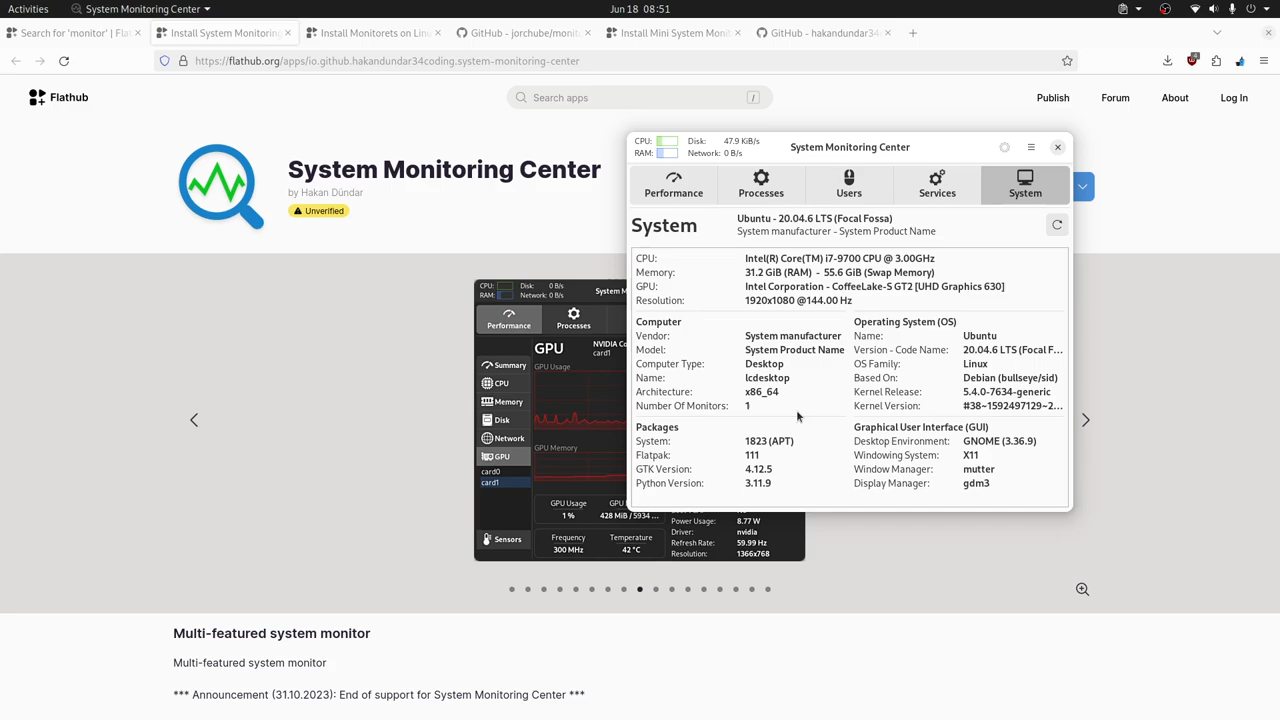 Activities
System Monitoring Center
Jun 18 08:51
Search for 'monitor' | Flat
Install System Monitoring
Install Monitorets on Linu
GitHub - jorchube/monit
Install Mini System Monit
GitHub - hakandundar34
https://flathub.org/apps/io.github.hakandundar34coding.system-monitoring-center
4
Flathub
Search apps
/
Publish
Forum
About
Log In
System Monitoring Center
by Hakan Dündar
Unverified
CPU:
Disk: 47.9 KiB/s
RAM:
Network: 0 B/s
System Monitoring Center
Performance
Processes
Users
Services
System
System
Ubuntu - 20.04.6 LTS (Focal Fossa)
System manufacturer - System Product Name
CPU: Intel(R) Core(TM) i7-9700 CPU @ 3.00GHz
Memory: 31.2 GiB (RAM) - 55.6 GiB (Swap Memory)
GPU: Intel Corporation - CoffeeLake-S GT2 [UHD Graphics 630]
Resolution: 1920x1080 @144.00 Hz
Computer
Vendor: System manufacturer
Model: System Product Name
Computer Type: Desktop
Name: lcdesktop
Architecture: x86_64
Number Of Monitors: 1
Operating System (OS)
Name: Ubuntu
Version - Code Name: 20.04.6 LTS (Focal F...
OS Family: Linux
Based On: Debian (bullseye/sid)
Kernel Release: 5.4.0-7634-generic
Kernel Version: #38~1592497129~2...
Packages
System: 1823 (APT)
Flatpak: 111
GTK Version: 4.12.5
Python Version: 3.11.9
Graphical User Interface (GUI)
Desktop Environment: GNOME (3.36.9)
Windowing System: X11
Window Manager: mutter
Display Manager: gdm3
CPU:
Disk: 0 B/s
RAM:
Network: 0 B/s
System M
Performance
Processes
GPU
NVIDIA Co
card1
GPU Usage
Summary
CPU
Memory
Disk
Network
GPU
card0
card1
Sensors
GPU Memory
GPU Usage
1 %
GPU
428 MiB / 5934 ...
Frequency
300 MHz
Temperature
42 °C
Power Usage: 8.77 W
Driver: nvidia
Refresh Rate: 59.99 Hz
Resolution: 1366x768
Multi-featured system monitor
Multi-featured system monitor
*** Announcement (31.10.2023): End of support for System Monitoring Center ***